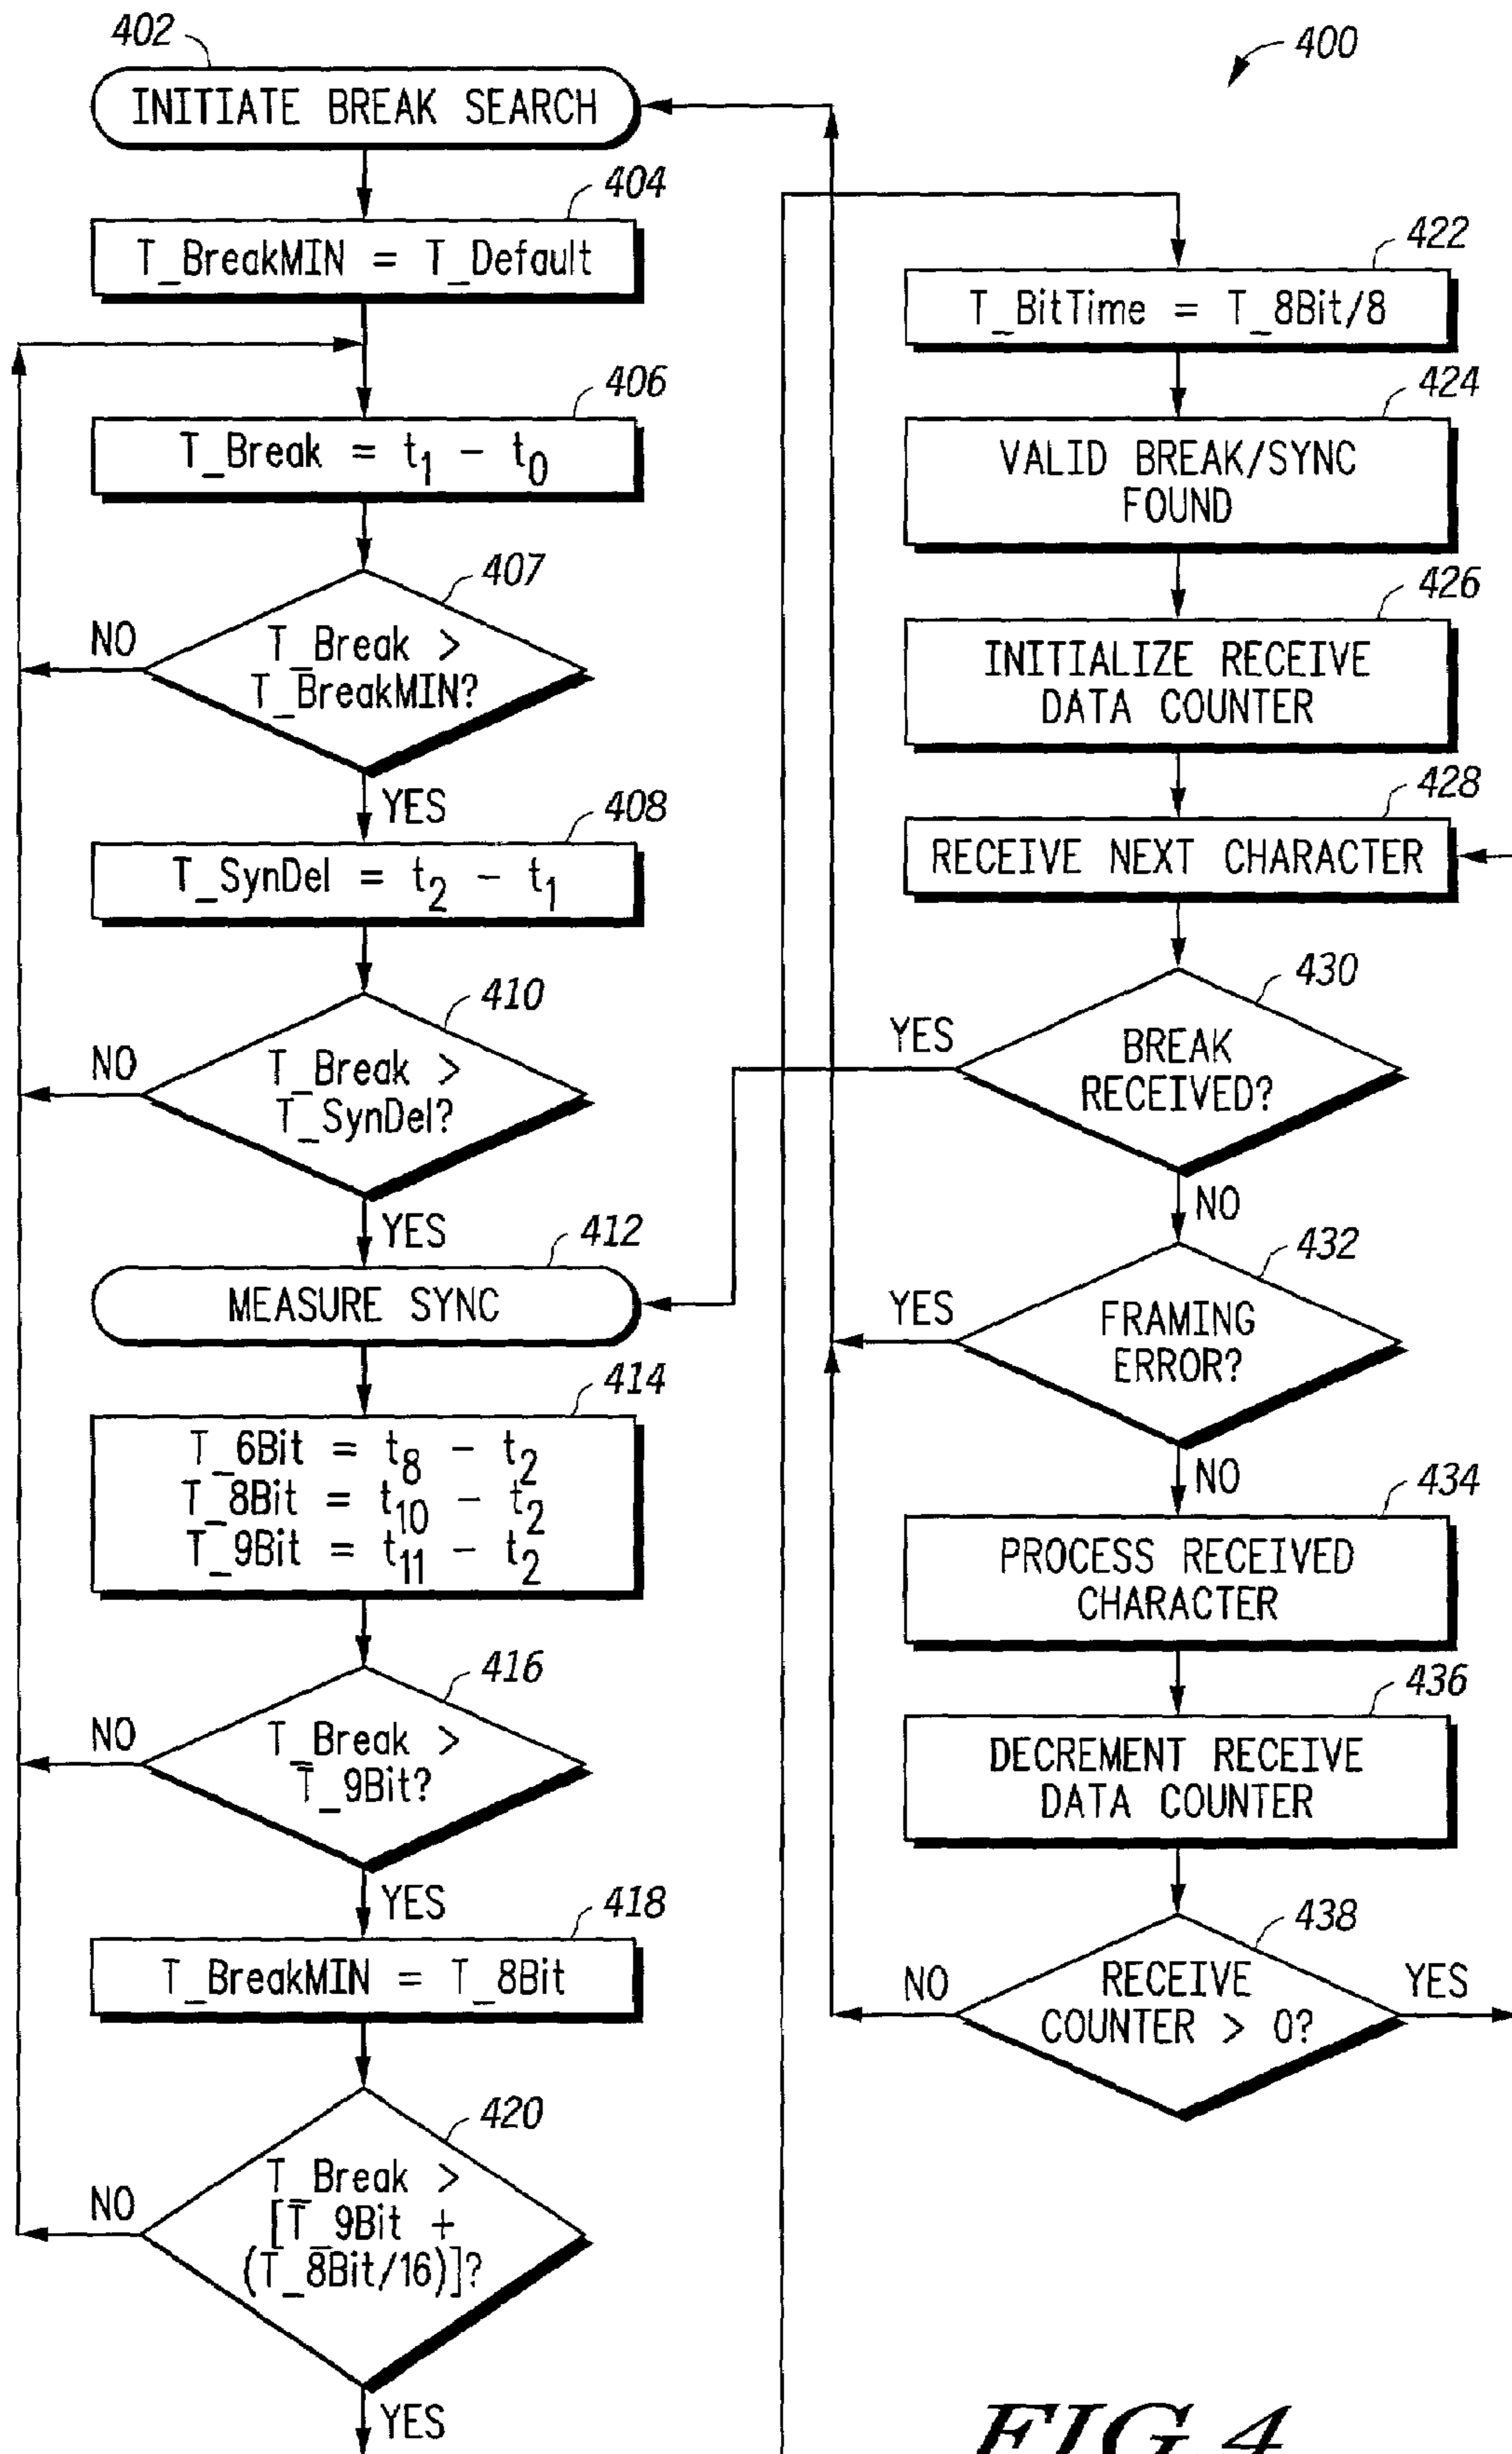 400
402
INITIATE BREAK SEARCH
404
T_BreakMIN = T_Default
406
T_Break = t₁ − t₀
407
T_Break >
T_BreakMIN?
NO
YES
408
T_SynDel = t₂ − t₁
410
T_Break >
T_SynDel?
NO
YES
412
MEASURE SYNC
414
T_6Bit = t₈ − t₂
T_8Bit = t₁₀ − t₂
T_9Bit = t₁₁ − t₂
416
T_Break >
T_9Bit?
NO
YES
418
T_BreakMIN = T_8Bit
420
T_Break >
[T_9Bit +
(T_8Bit/16)]?
NO
YES
422
T_BitTime = T_8Bit/8
424
VALID BREAK/SYNC
FOUND
426
INITIALIZE RECEIVE
DATA COUNTER
428
RECEIVE NEXT CHARACTER
430
BREAK
RECEIVED?
YES
NO
432
FRAMING
ERROR?
YES
NO
434
PROCESS RECEIVED
CHARACTER
436
DECREMENT RECEIVE
DATA COUNTER
438
RECEIVE
COUNTER > 0?
NO
YES
FIG 4